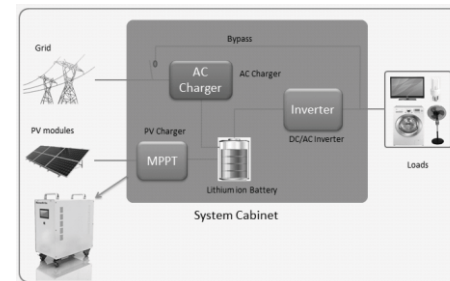 Bypass
Grid
0
AC
Charger
AC Charger
Inverter
PV modules
PV Charger
DC/AC Inverter
MPPT
Loads
Lithium ion Battery
System Cabinet